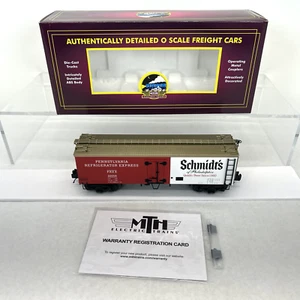 AUTHENTICALLY DETAILED O SCALE FREIGHT CARS
Die-Cast
Trucks
Intricately
Detailed
ABS Body
Operating
Metal
Couplers
Attractively
Decorated
PENNSYLVANIA
REFRIGERATOR EXPRESS
Schmidt's
of Philadelphia
MTH
ELECTRIC TRAINS
WARRANTY REGISTRATION CARD